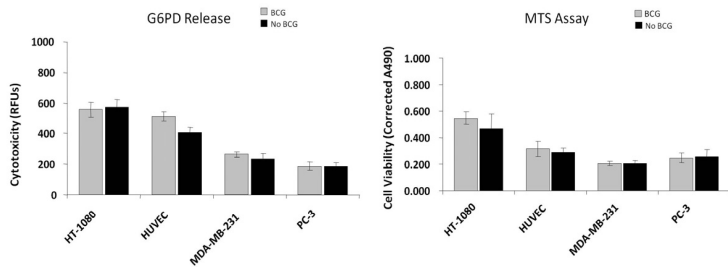 G6PD Release
BCG
No BCG
Cytotoxicity (RFUs)
1000
800
600
400
200
0
HT-1080
HUVEC
MDA-MB-231
PC-3
MTS Assay
BCG
No BCG
Cell Viability (Corrected A490)
1.000
0.800
0.600
0.400
0.200
0.000
HT-1080
HUVEC
MDA-MB-231
PC-3